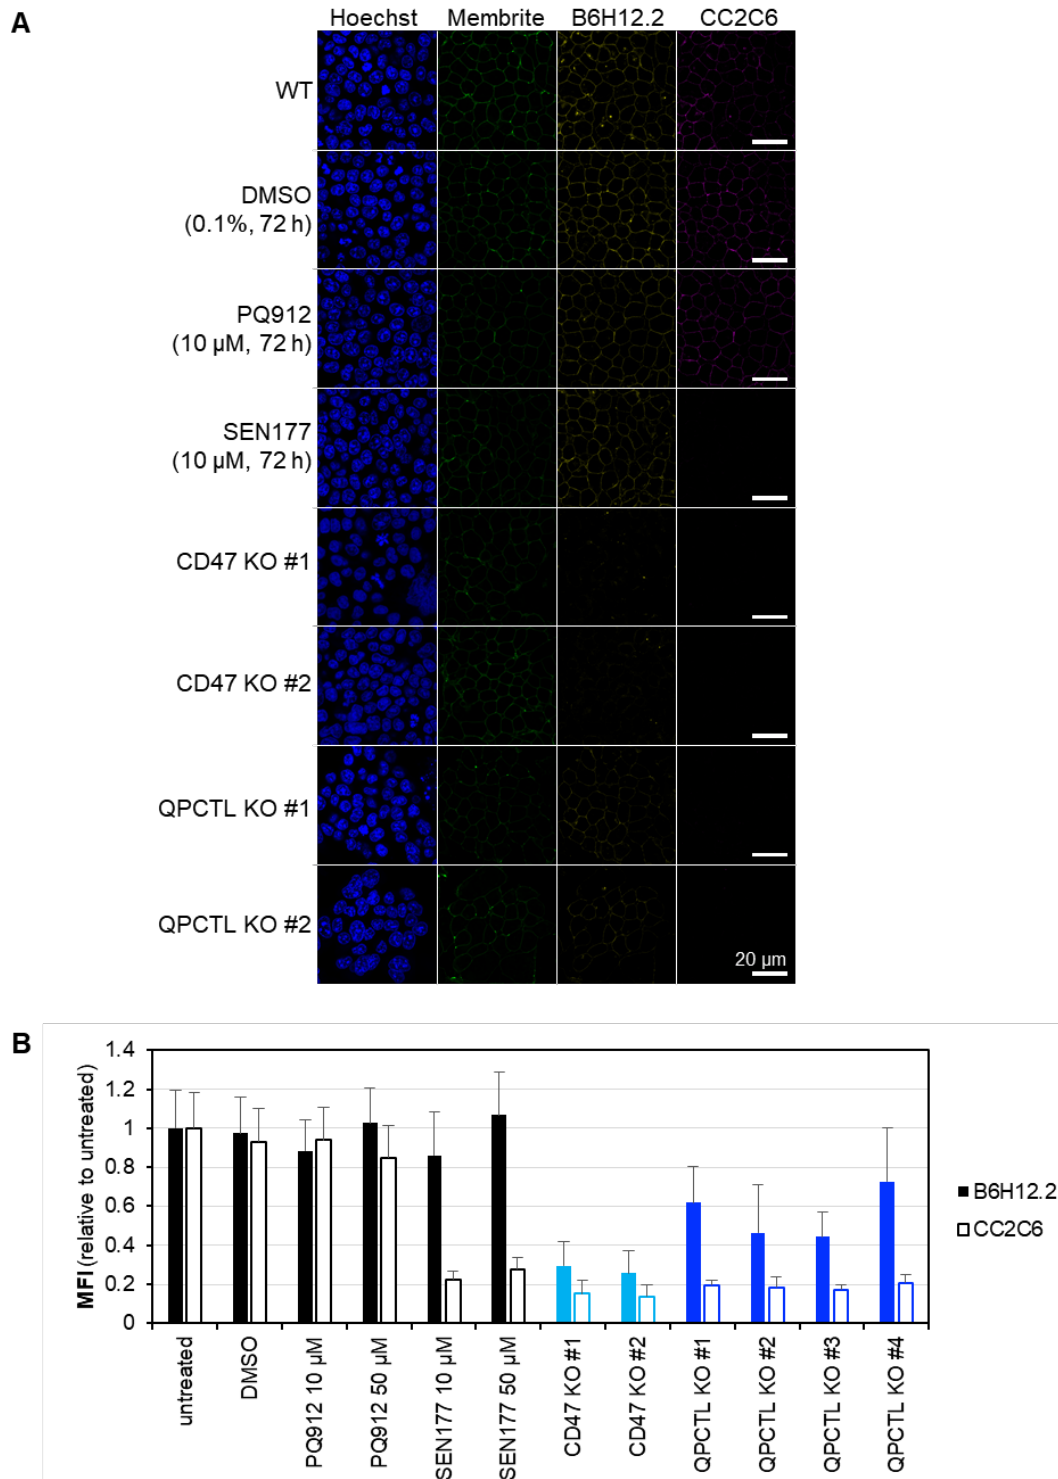 A
Hoechst Membrite B6H12.2 CC2C6
WT
DMSO
(0.1%, 72 h)
PQ912
(10 µM, 72 h)
SEN177
(10 µM, 72 h)
CD47 KO #1
CD47 KO #2
QPCTL KO #1
QPCTL KO #2
20 µm
B
MFI (relative to untreated)
1.4
1.2
1
0.8
0.6
0.4
0.2
0
untreated
DMSO
PQ912 10 µM
PQ912 50 µM
SEN177 10 µM
SEN177 50 µM
CD47 KO #1
CD47 KO #2
QPCTL KO #1
QPCTL KO #2
QPCTL KO #3
QPCTL KO #4
B6H12.2
CC2C6